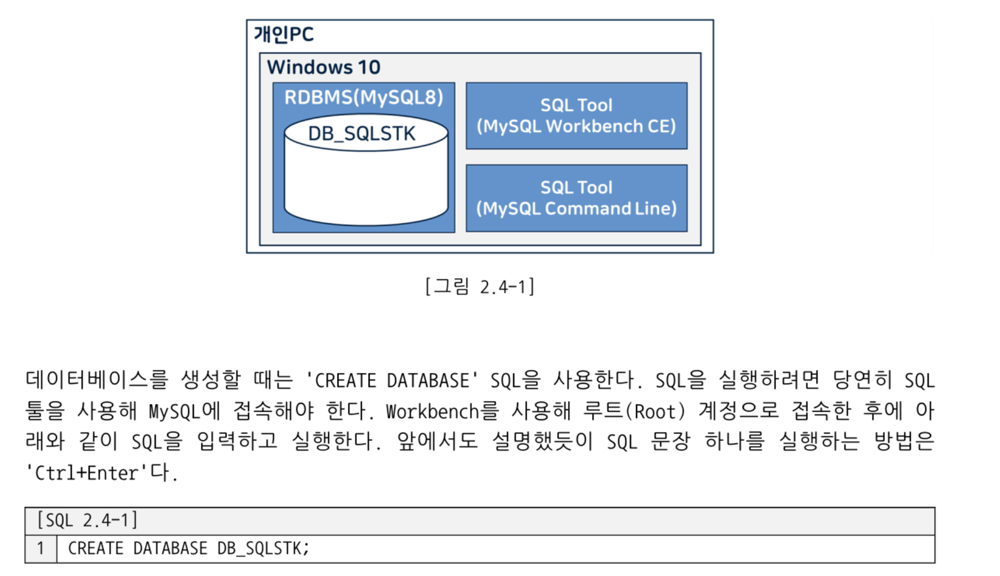 개인PC
Windows 10
RDBMS(MySQL8)
DB_SQLSTK
SQL Tool
(MySQL Workbench CE)
SQL Tool
(MySQL Command Line)
[그림 2.4-1]
데이터베이스를 생성할 때는 'CREATE DATABASE' SQL을 사용한다. SQL을 실행하려면 당연히 SQL
툴을 사용해 MySQL에 접속해야 한다. Workbench를 사용해 루트(Root) 계정으로 접속한 후에 아
래와 같이 SQL을 입력하고 실행한다. 앞에서도 설명했듯이 SQL 문장 하나를 실행하는 방법은
'Ctrl+Enter'다.
[SQL 2.4-1]
1 CREATE DATABASE DB_SQLSTK;